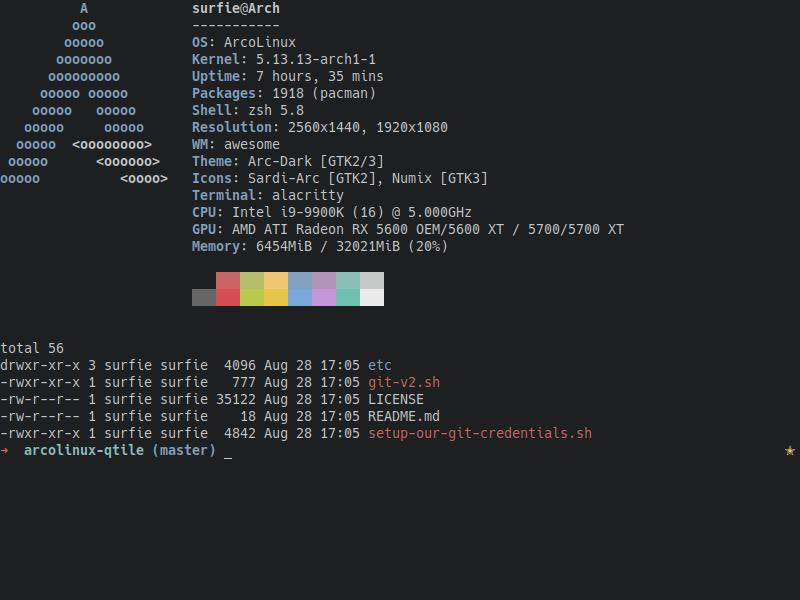 A surfie@Arch
ooo -----------
ooooo OS: ArcoLinux
ooooooo Kernel: 5.13.13-arch1-1
ooooooooo Uptime: 7 hours, 35 mins
ooooo ooooo Packages: 1918 (pacman)
ooooo ooooo Shell: zsh 5.8
ooooo ooooo Resolution: 2560x1440, 1920x1080
ooooo <oooooooo> WM: awesome
ooooo <oooooo> Theme: Arc-Dark [GTK2/3]
ooooo <oooo> Icons: Sardi-Arc [GTK2], Numix [GTK3]
Terminal: alacritty
CPU: Intel i9-9900K (16) @ 5.000GHz
GPU: AMD ATI Radeon RX 5600 OEM/5600 XT / 5700/5700 XT
Memory: 6454MiB / 32021MiB (20%)
total 56
drwxr-xr-x 3 surfie surfie 4096 Aug 28 17:05 etc
-rwxr-xr-x 1 surfie surfie 777 Aug 28 17:05 git-v2.sh
-rw-r--r-- 1 surfie surfie 35122 Aug 28 17:05 LICENSE
-rw-r--r-- 1 surfie surfie 18 Aug 28 17:05 README.md
-rwxr-xr-x 1 surfie surfie 4842 Aug 28 17:05 setup-our-git-credentials.sh
➜ arcolinux-qtile (master) _ ★